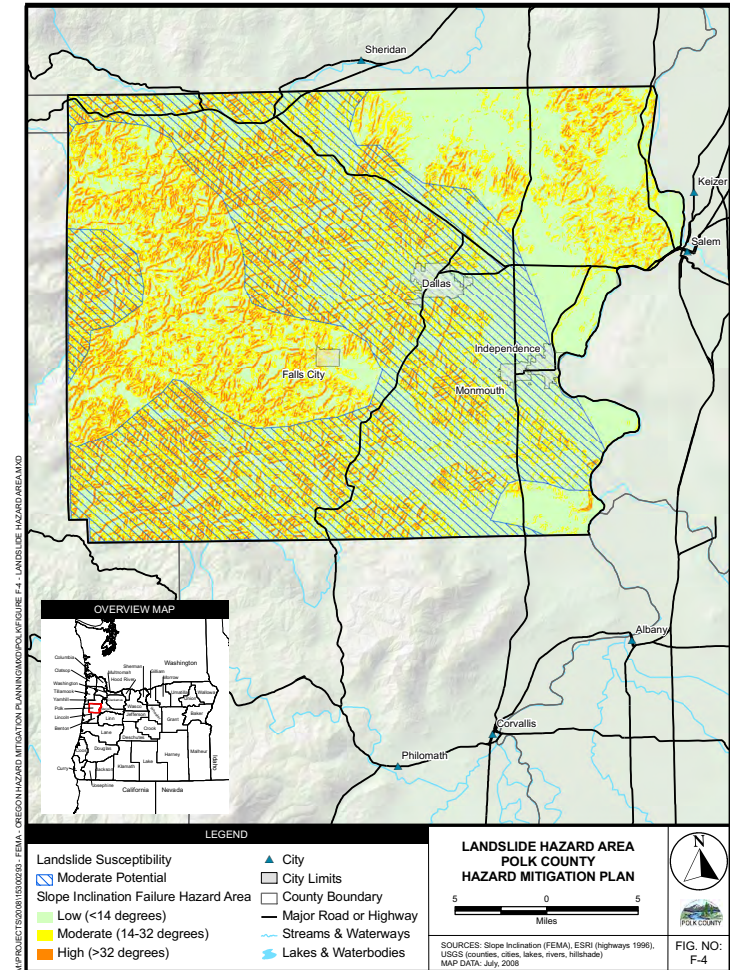 Sheridan
Keizer
Salem
Dallas
Independence
Falls City
Monmouth
Albany
Corvallis
Philomath
OVERVIEW MAP
Washington
Columbia
Clatsop
Washington
Tillamook
Yamhill
Polk
Lincoln
Benton
Multnomah
Hood River
Sherman
Gilliam
Morrow
Umatilla
Union
Wallowa
Wasco
Jefferson
Baker
Grant
Linn
Crook
Lane
Deschutes
Douglas
Coos
Harney
Malheur
Lake
Klamath
Curry
Jackson
Josephine
Idaho
California
Nevada
LEGEND
Landslide Susceptibility
Moderate Potential
Slope Inclination Failure Hazard Area
Low (<14 degrees)
Moderate (14-32 degrees)
High (>32 degrees)
City
City Limits
County Boundary
Major Road or Highway
Streams & Waterways
Lakes & Waterbodies
LANDSLIDE HAZARD AREA
POLK COUNTY
HAZARD MITIGATION PLAN
5 0 5
Miles
SOURCES: Slope Inclination (FEMA), ESRI (highways 1996),
USGS (counties, cities, lakes, rivers, hillshade)
MAP DATA: July, 2008
N
POLK COUNTY
FIG. NO:
F-4